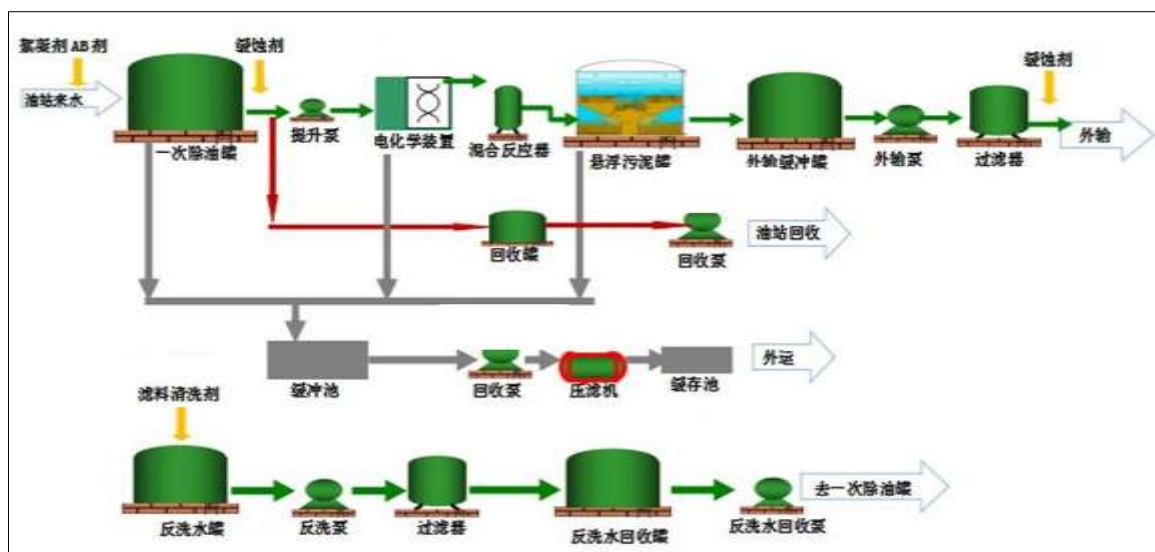 絮凝剂 AB 剂
缓蚀剂
缓蚀剂
油站来水
外输
一次除油罐
提升泵
电化学装置
混合反应器
悬浮污泥罐
外输缓冲罐
外输泵
过滤器
油站回收
回收罐
回收泵
外运
缓冲池
回收泵
压滤机
缓存池
滤料清洗剂
去一次除油罐
反洗水罐
反洗泵
过滤器
反洗水回收罐
反洗水回收泵